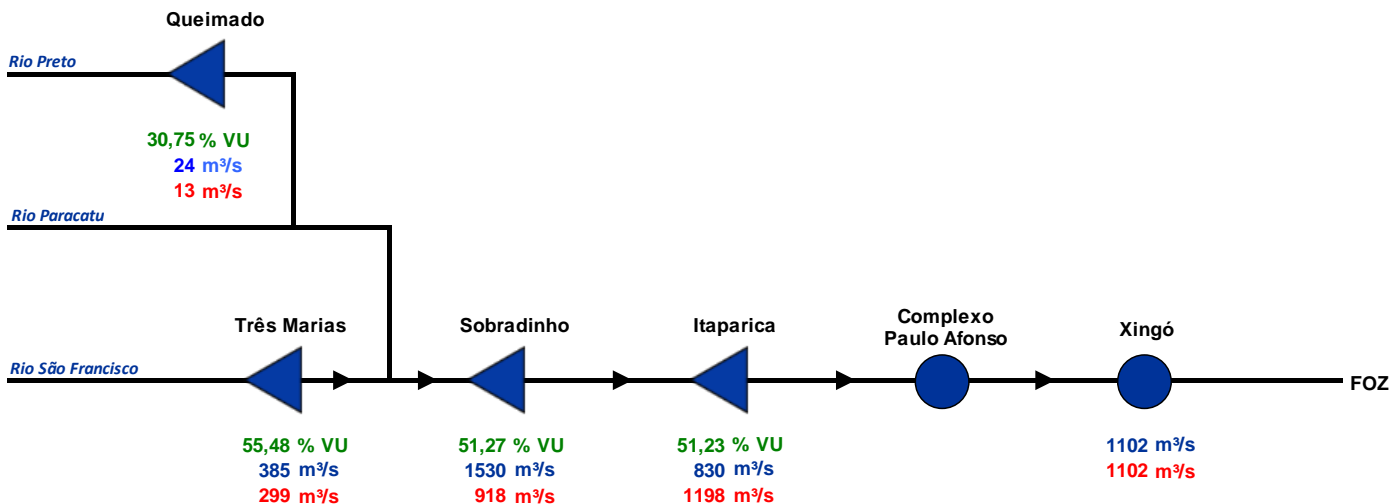 Queimado
Rio Preto
30,75 % VU
24 m³/s
13 m³/s
Rio Paracatu
Três Marias
Sobradinho
Itaparica
Complexo
Paulo Afonso
Xingó
Rio São Francisco
FOZ
55,48 % VU
385 m³/s
299 m³/s
51,27 % VU
1530 m³/s
918 m³/s
51,23 % VU
830 m³/s
1198 m³/s
1102 m³/s
1102 m³/s